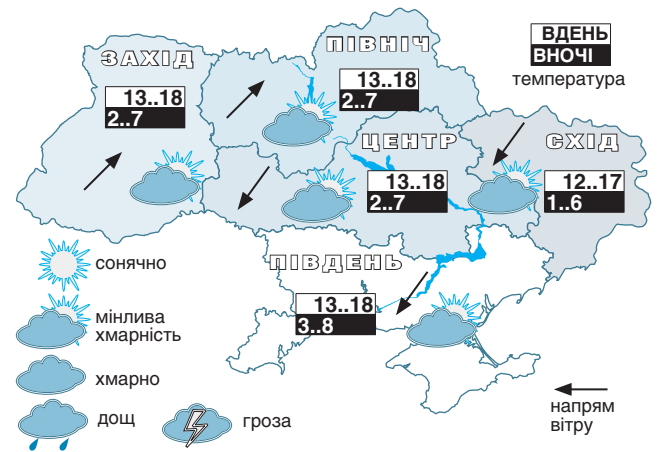 ЗАХІД
13..18
2..7
ПІВНІЧ
13..18
2..7
ВДЕНЬ
ВНОЧІ
температура
ЦЕНТР
13..18
2..7
СХІД
12..17
1..6
ПІВДЕНЬ
13..18
3..8
сонячно
мінлива
хмарність
хмарно
дощ
гроза
напрям
вітру